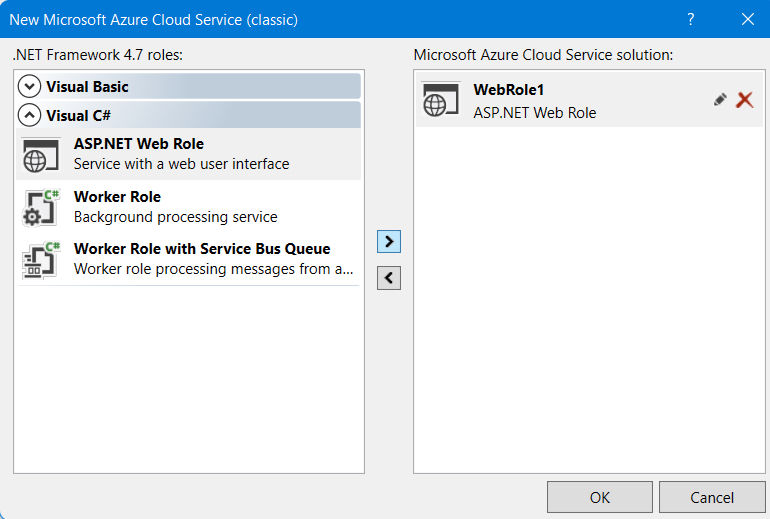 New Microsoft Azure Cloud Service (classic)
?
.NET Framework 4.7 roles:
Visual Basic
Visual C#
ASP.NET Web Role
Service with a web user interface
C#
Worker Role
Background processing service
C#
Worker Role with Service Bus Queue
Worker role processing messages from a...
>
<
Microsoft Azure Cloud Service solution:
WebRole1
ASP.NET Web Role
OK
Cancel